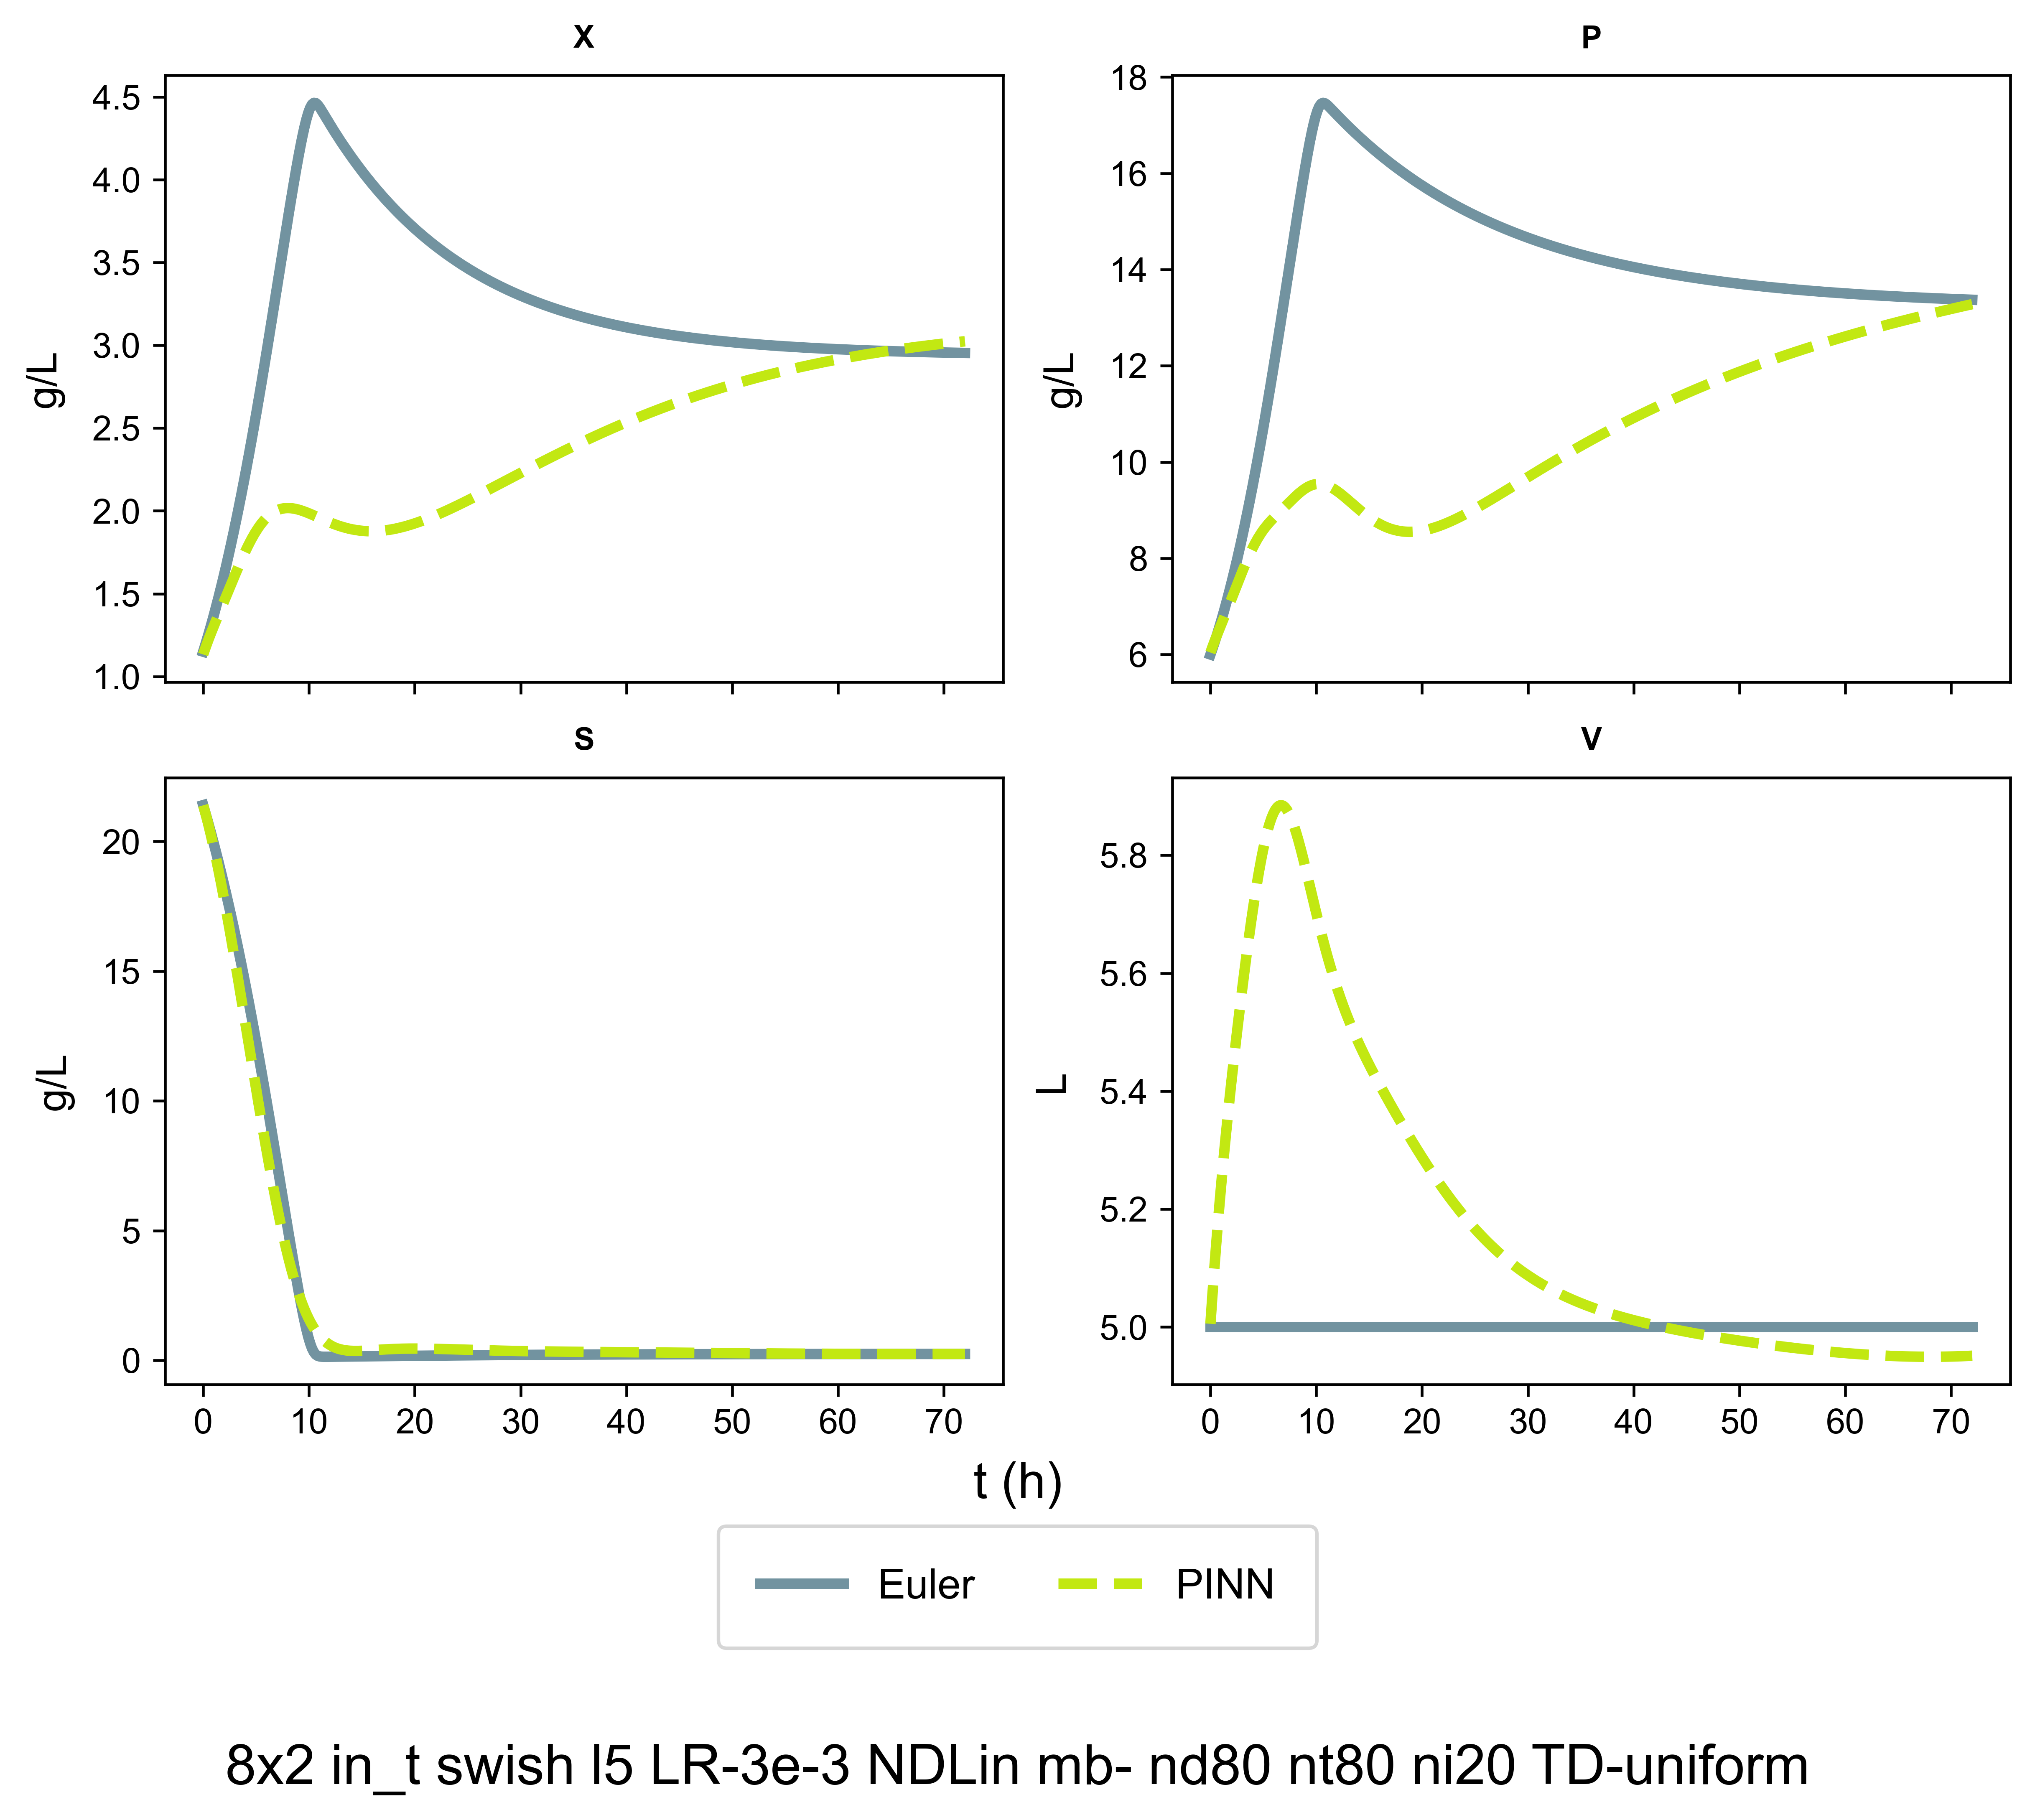 X
P
4.5
4.0
3.5
3.0
2.5
2.0
1.5
1.0
g/L
18
16
14
12
10
8
6
g/L
S
V
20
15
10
5
0
g/L
0 10 20 30 40 50 60 70
5.8
5.6
5.4
5.2
5.0
L
0 10 20 30 40 50 60 70
t (h)
Euler PINN
8x2 in_t swish l5 LR-3e-3 NDLin mb- nd80 nt80 ni20 TD-uniform